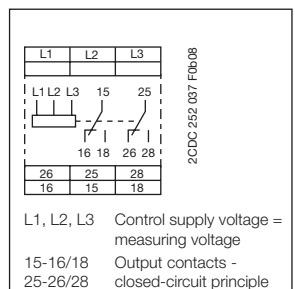 L1 L2 L3
L1 L2 L3 15 25
16 18 26 28
26 25 28
16 15 18
2CDC 252 037 F0b08
L1, L2, L3 Control supply voltage =
measuring voltage
15-16/18 Output contacts -
25-26/28 closed-circuit principle